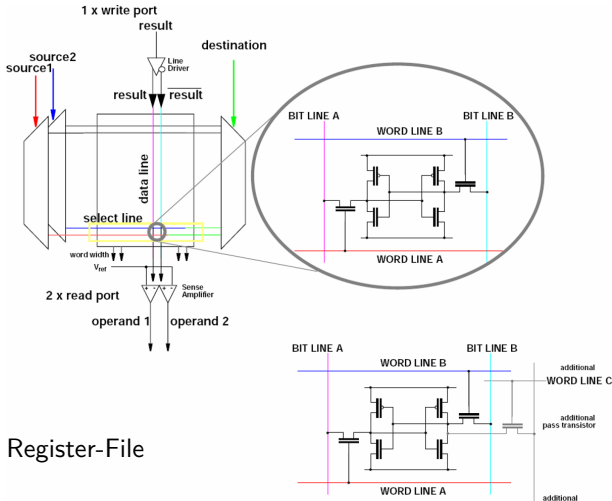 1 x write port
result
source2
source1
Line
Driver
destination
result
result
data line
select line
word width
Vref
2 x read port
Sense
Amplifier
operand 1
operand 2
BIT LINE A
BIT LINE B
WORD LINE B
WORD LINE A
BIT LINE A
BIT LINE B
WORD LINE B
additional
WORD LINE C
additional
pass transistor
WORD LINE A
additional
Register-File